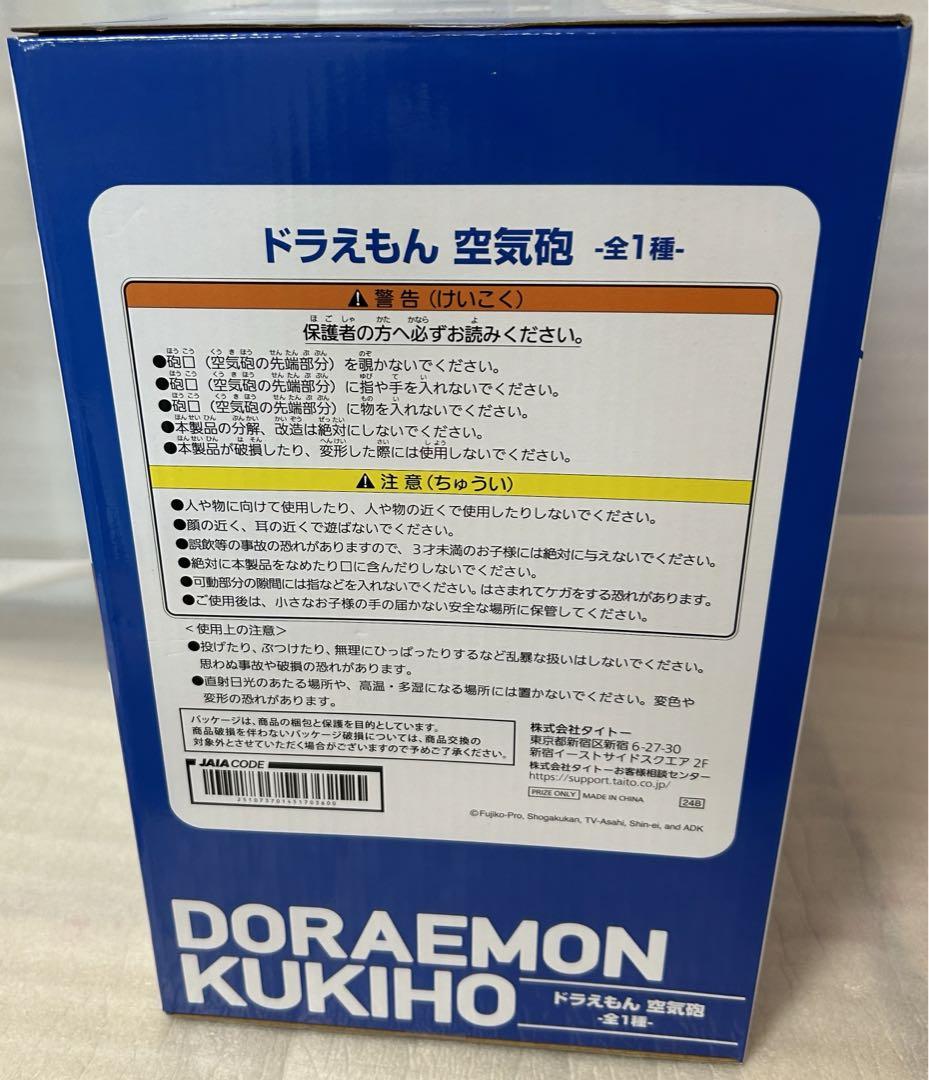 ドラえもん 空気砲 -全1種-
⚠ 警告（けいこく）
保護者の方へ必ずお読みください。
●砲口（空気砲の先端部分）を覗かないでください。
●砲口（空気砲の先端部分）に指や手を入れないでください。
●砲口（空気砲の先端部分）に物を入れないでください。
●本製品の分解、改造は絶対にしないでください。
●本製品が破損したり、変形した際には使用しないでください。
⚠ 注意（ちゅうい）
●人や物に向けて使用したり、人や物の近くで使用したりしないでください。
●顔の近く、耳の近くで遊ばないでください。
●誤飲等の事故の恐れがありますので、3才未満のお子様には絶対に与えないでください。
●絶対に本製品をなめたり口に含んだりしないでください。
●可動部分の隙間には指などを入れないでください。はさまれてケガをする恐れがあります。
●ご使用後は、小さなお子様の手の届かない安全な場所に保管してください。
＜使用上の注意＞
●投げたり、ぶつけたり、無理にひっぱったりするなど乱暴な扱いはしないでください。
思わぬ事故や破損の恐れがあります。
●直射日光のあたる場所や、高温・多湿になる場所には置かないでください。変色や
変形の恐れがあります。
パッケージは、商品の梱包と保護を目的としています。
商品破損を伴わないパッケージ破損については、商品交換の
対象外とさせていただく場合がございますので予めご了承ください。
株式会社タイトー
東京都新宿区新宿 6-27-30
新宿イーストサイドスクエア 2F
株式会社タイトーお客様相談センター
https://support.taito.co.jp/
JAIA CODE
251073701451703600
PRIZE ONLY MADE IN CHINA 24B
©Fujiko-Pro, Shogakukan, TV-Asahi, Shin-ei, and ADK
DORAEMON
KUKIHO
ドラえもん 空気砲
-全1種-